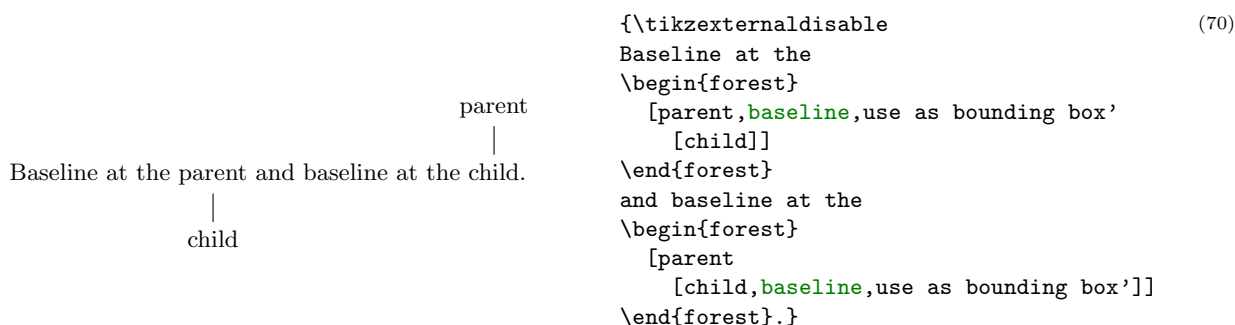 parent
Baseline at the parent and baseline at the child.
child
{\tikzexternaldisable
(70)
Baseline at the
\begin{forest}
  [parent,baseline,use as bounding box’
    [child]]
\end{forest}
and baseline at the
\begin{forest}
  [parent
    [child,baseline,use as bounding box’]]
\end{forest}.}